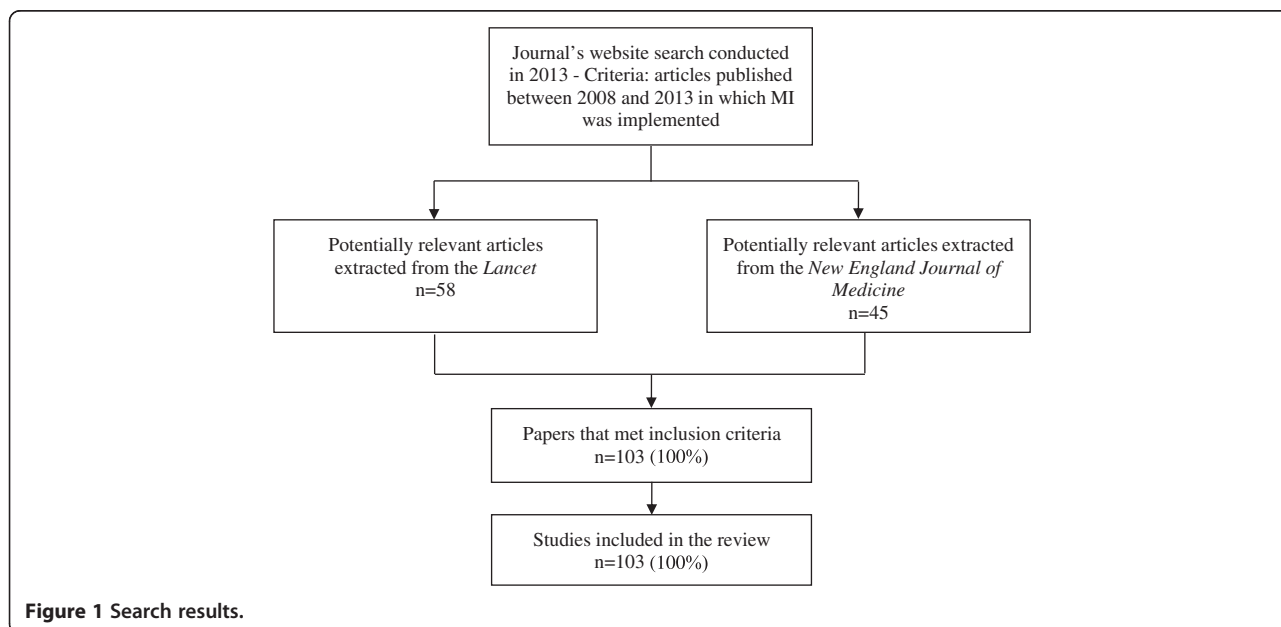 Journal’s website search conducted
in 2013 - Criteria: articles published
between 2008 and 2013 in which MI
was implemented
Potentially relevant articles
extracted from the Lancet
n=58
Potentially relevant articles extracted
from the New England Journal of
Medicine
n=45
Papers that met inclusion criteria
n=103 (100%)
Studies included in the review
n=103 (100%)
Figure 1 Search results.